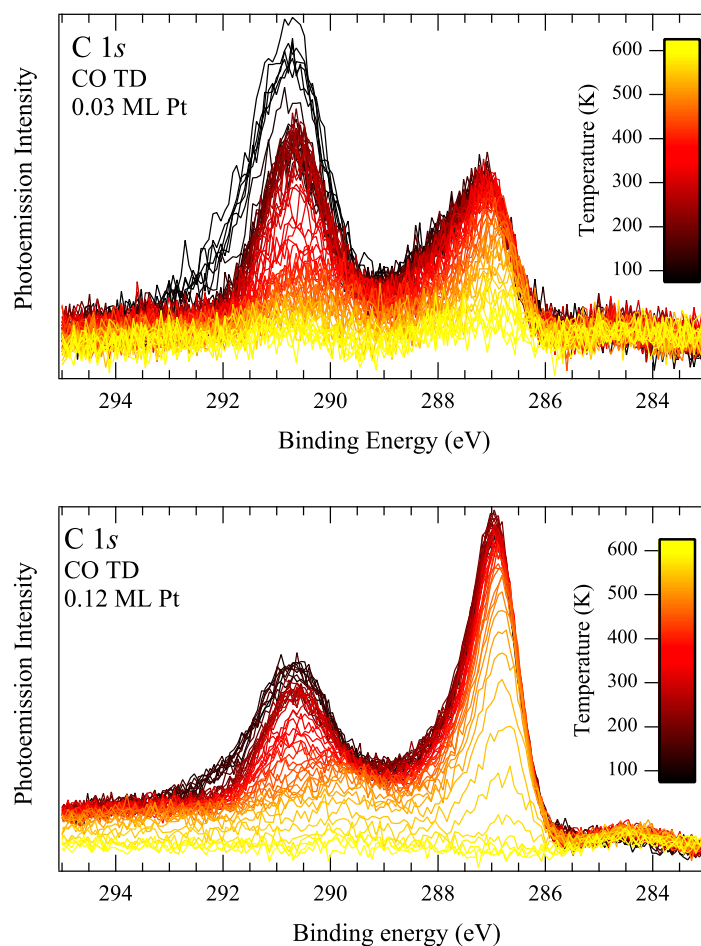 C 1s
CO TD
0.03 ML Pt
Photoemission Intensity
Temperature (K)
600
500
400
300
200
100
294 292 290 288 286 284
Binding Energy (eV)
C 1s
CO TD
0.12 ML Pt
Photoemission Intensity
Temperature (K)
600
500
400
300
200
100
294 292 290 288 286 284
Binding energy (eV)